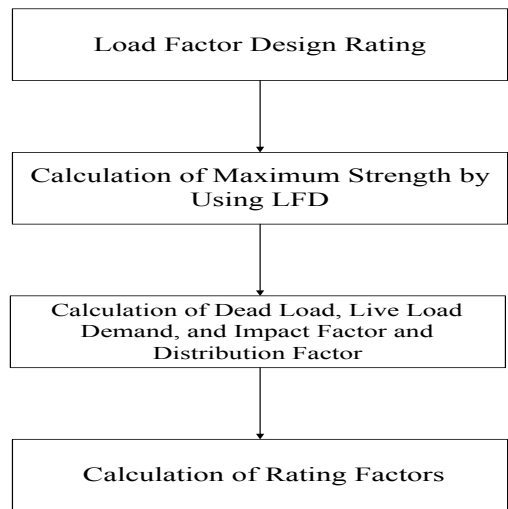 Load Factor Design Rating
Calculation of Maximum Strength by
Using LFD
Calculation of Dead Load, Live Load
Demand, and Impact Factor and
Distribution Factor
Calculation of Rating Factors